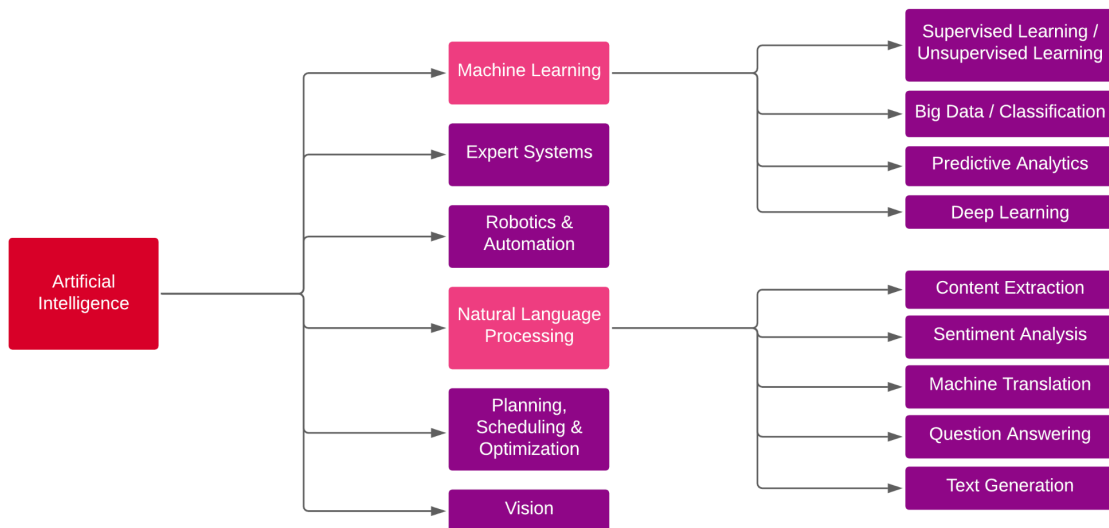 Artificial
Intelligence
Machine Learning
Expert Systems
Robotics &
Automation
Natural Language
Processing
Planning,
Scheduling &
Optimization
Vision
Supervised Learning /
Unsupervised Learning
Big Data / Classification
Predictive Analytics
Deep Learning
Content Extraction
Sentiment Analysis
Machine Translation
Question Answering
Text Generation